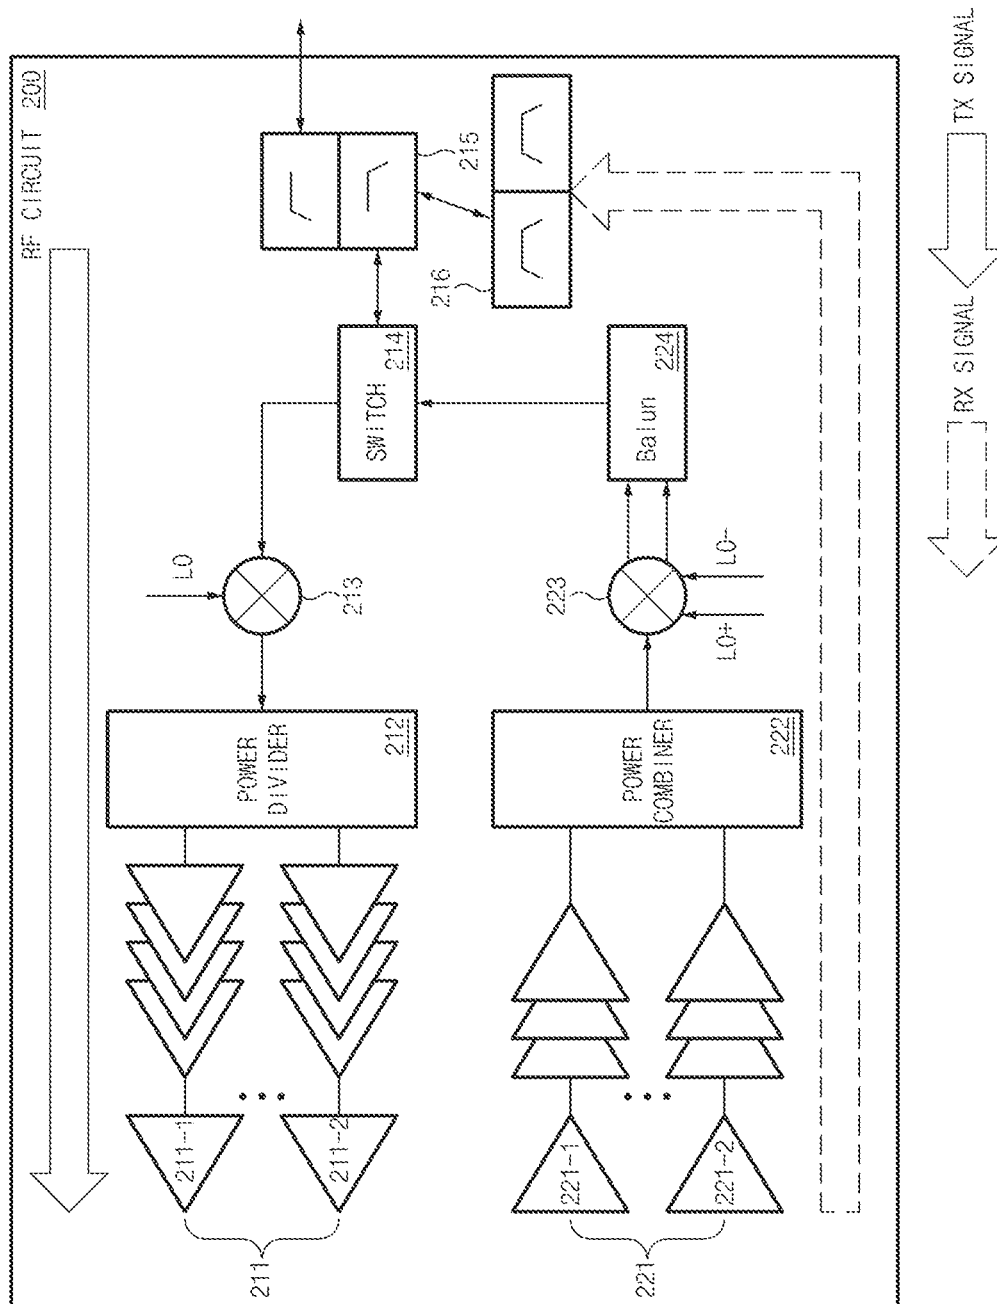 RF CIRCUIT 200
211
211-1
211-2
POWER
DIVIDER
212
LO
213
SWITCH
214
215
216
221
221-1
221-2
POWER
COMBINER
222
223
LO+
LO-
Balun
224
RX SIGNAL
TX SIGNAL